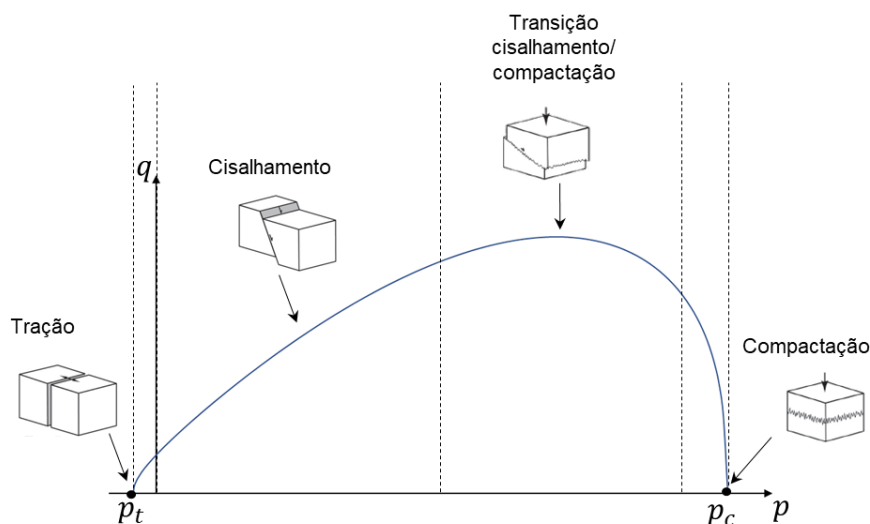 Transição
cisalhamento/
compactação
Cisalhamento
q
Tração
Compactação
p_t
p_c
p